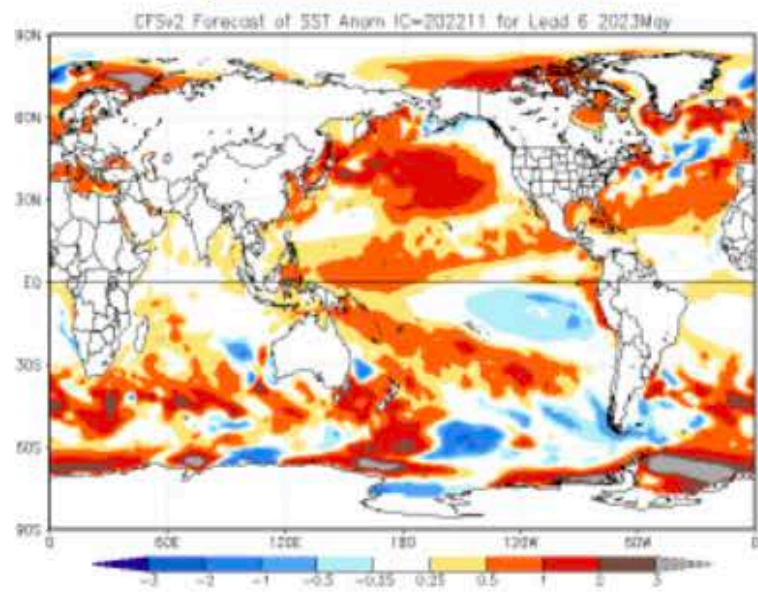 CFSv2 Forecast of SST Anom IC=202211 for Lead 6 2023May
90N
60N
30N
EQ
30S
60S
90S
0 60E 120E 180 120W 60W 0
-3 -2 -1 -0.5 -0.25 0.25 0.5 1 2 3